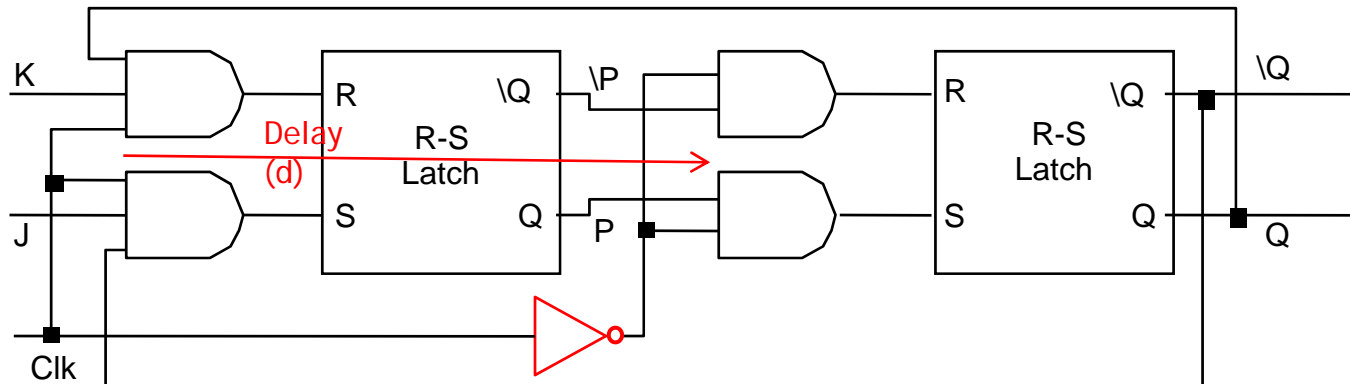 K
J
Clk
Delay
(d)
R
S
R-S
Latch
\Q
Q
\P
P
R
S
R-S
Latch
\Q
Q
\Q
Q